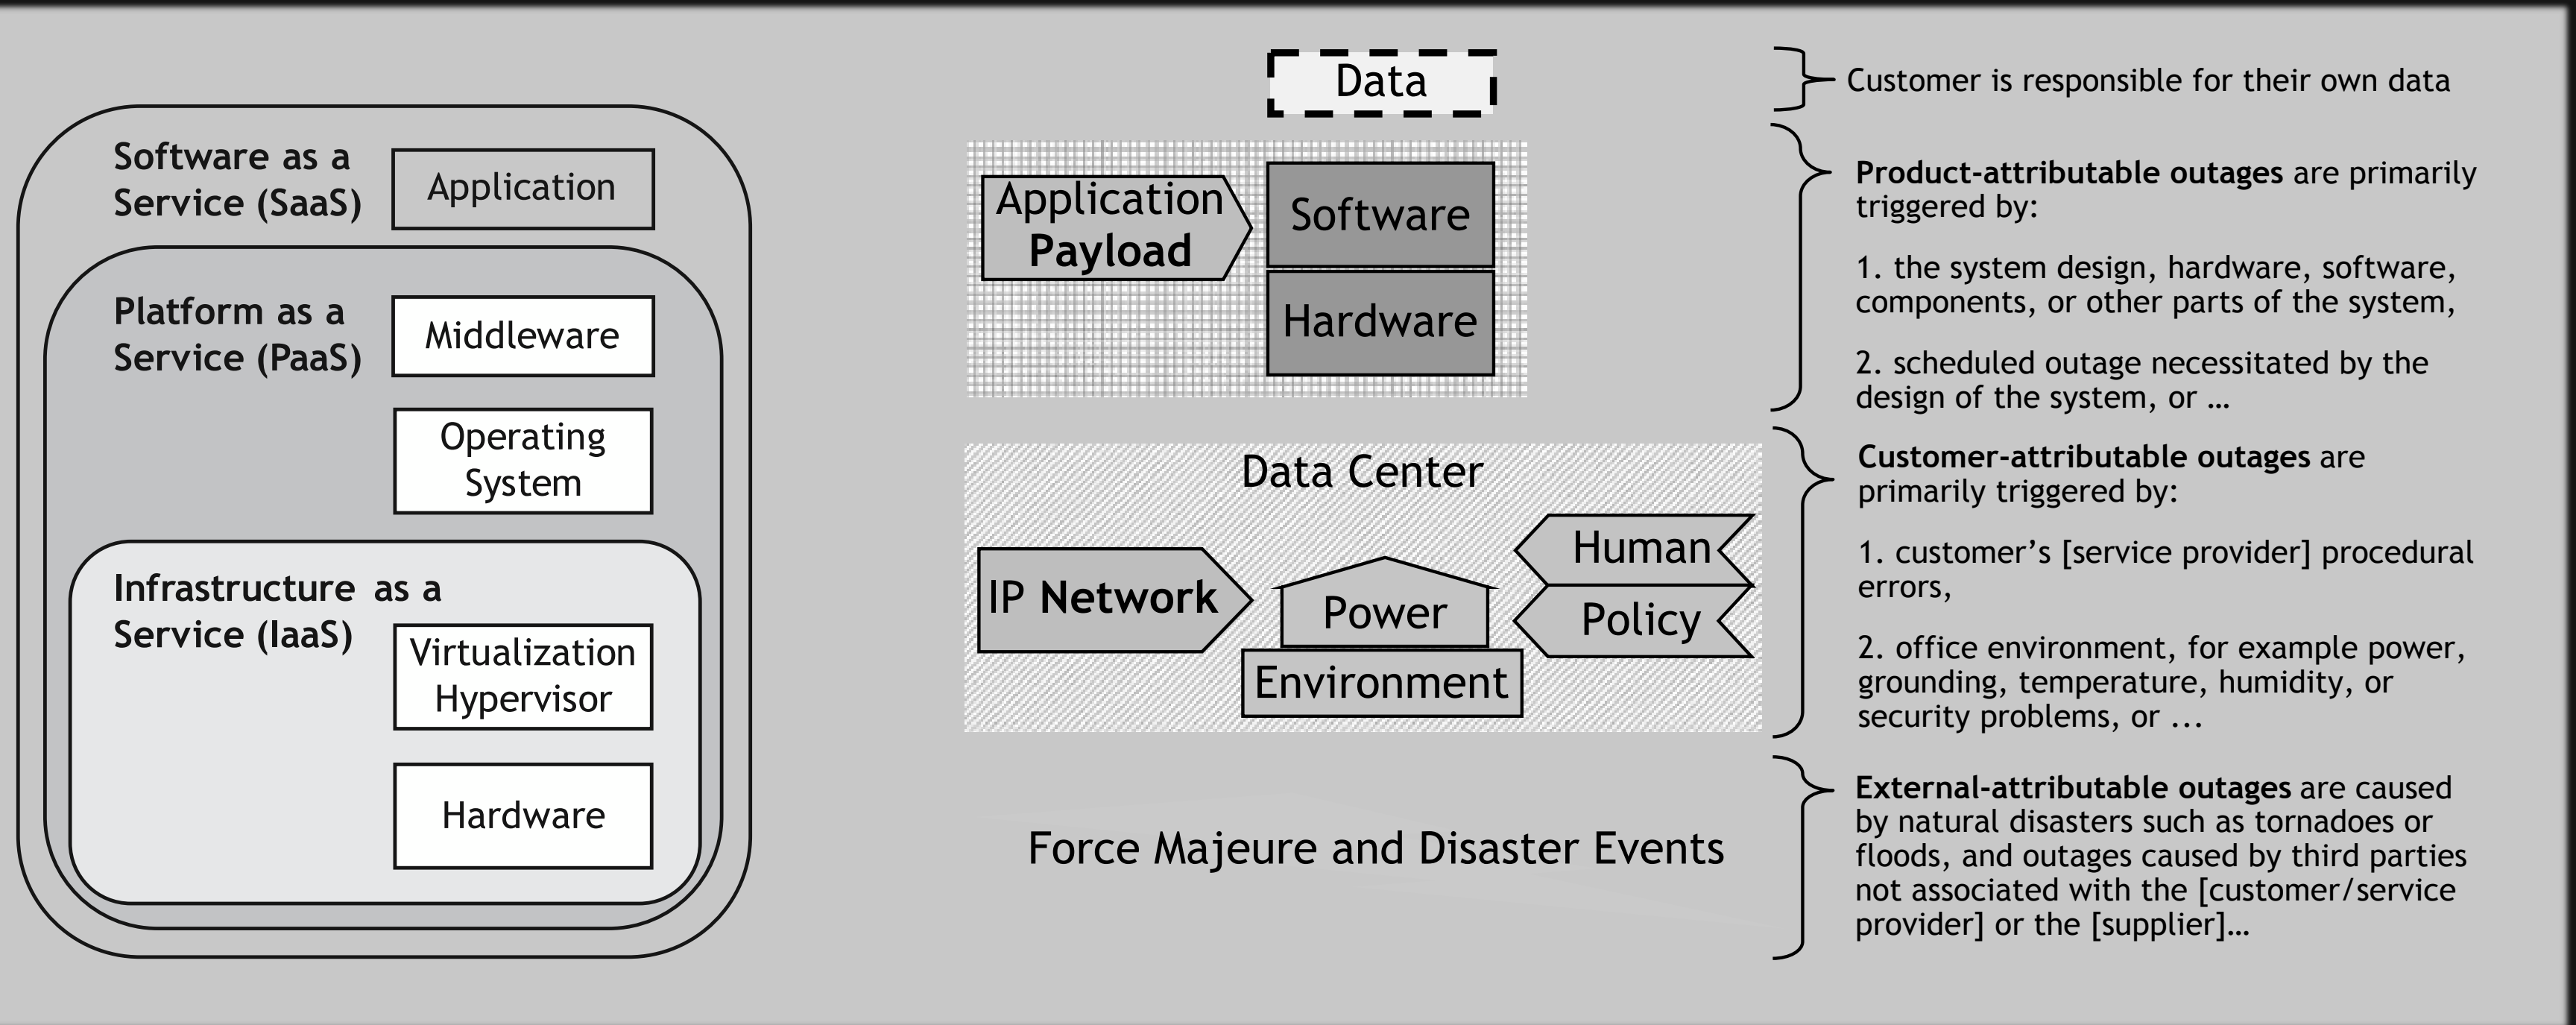 Software as a
Service (SaaS)
Application
Platform as a
Service (PaaS)
Middleware
Operating
System
Infrastructure as a
Service (IaaS)
Virtualization
Hypervisor
Hardware
Data
Application
Payload
Software
Hardware
Data Center
IP Network
Power
Environment
Human
Policy
Force Majeure and Disaster Events
Customer is responsible for their own data
Product-attributable outages are primarily
triggered by:
1. the system design, hardware, software,
components, or other parts of the system,
2. scheduled outage necessitated by the
design of the system, or …
Customer-attributable outages are
primarily triggered by:
1. customer’s [service provider] procedural
errors,
2. office environment, for example power,
grounding, temperature, humidity, or
security problems, or ...
External-attributable outages are caused
by natural disasters such as tornadoes or
floods, and outages caused by third parties
not associated with the [customer/service
provider] or the [supplier]…